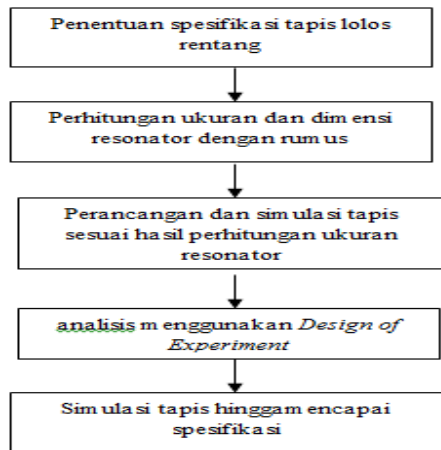 Penentuan spesifikasi tapis lolos
rentang
Perhitungan ukuran dan dimensi
resonator dengan rumus
Perancangan dan simulasi tapis
sesuai hasil perhitungan ukuran
resonator
analisis menggunakan Design of
Experiment
Simulasi tapis hinggam encapai
spesifikasi